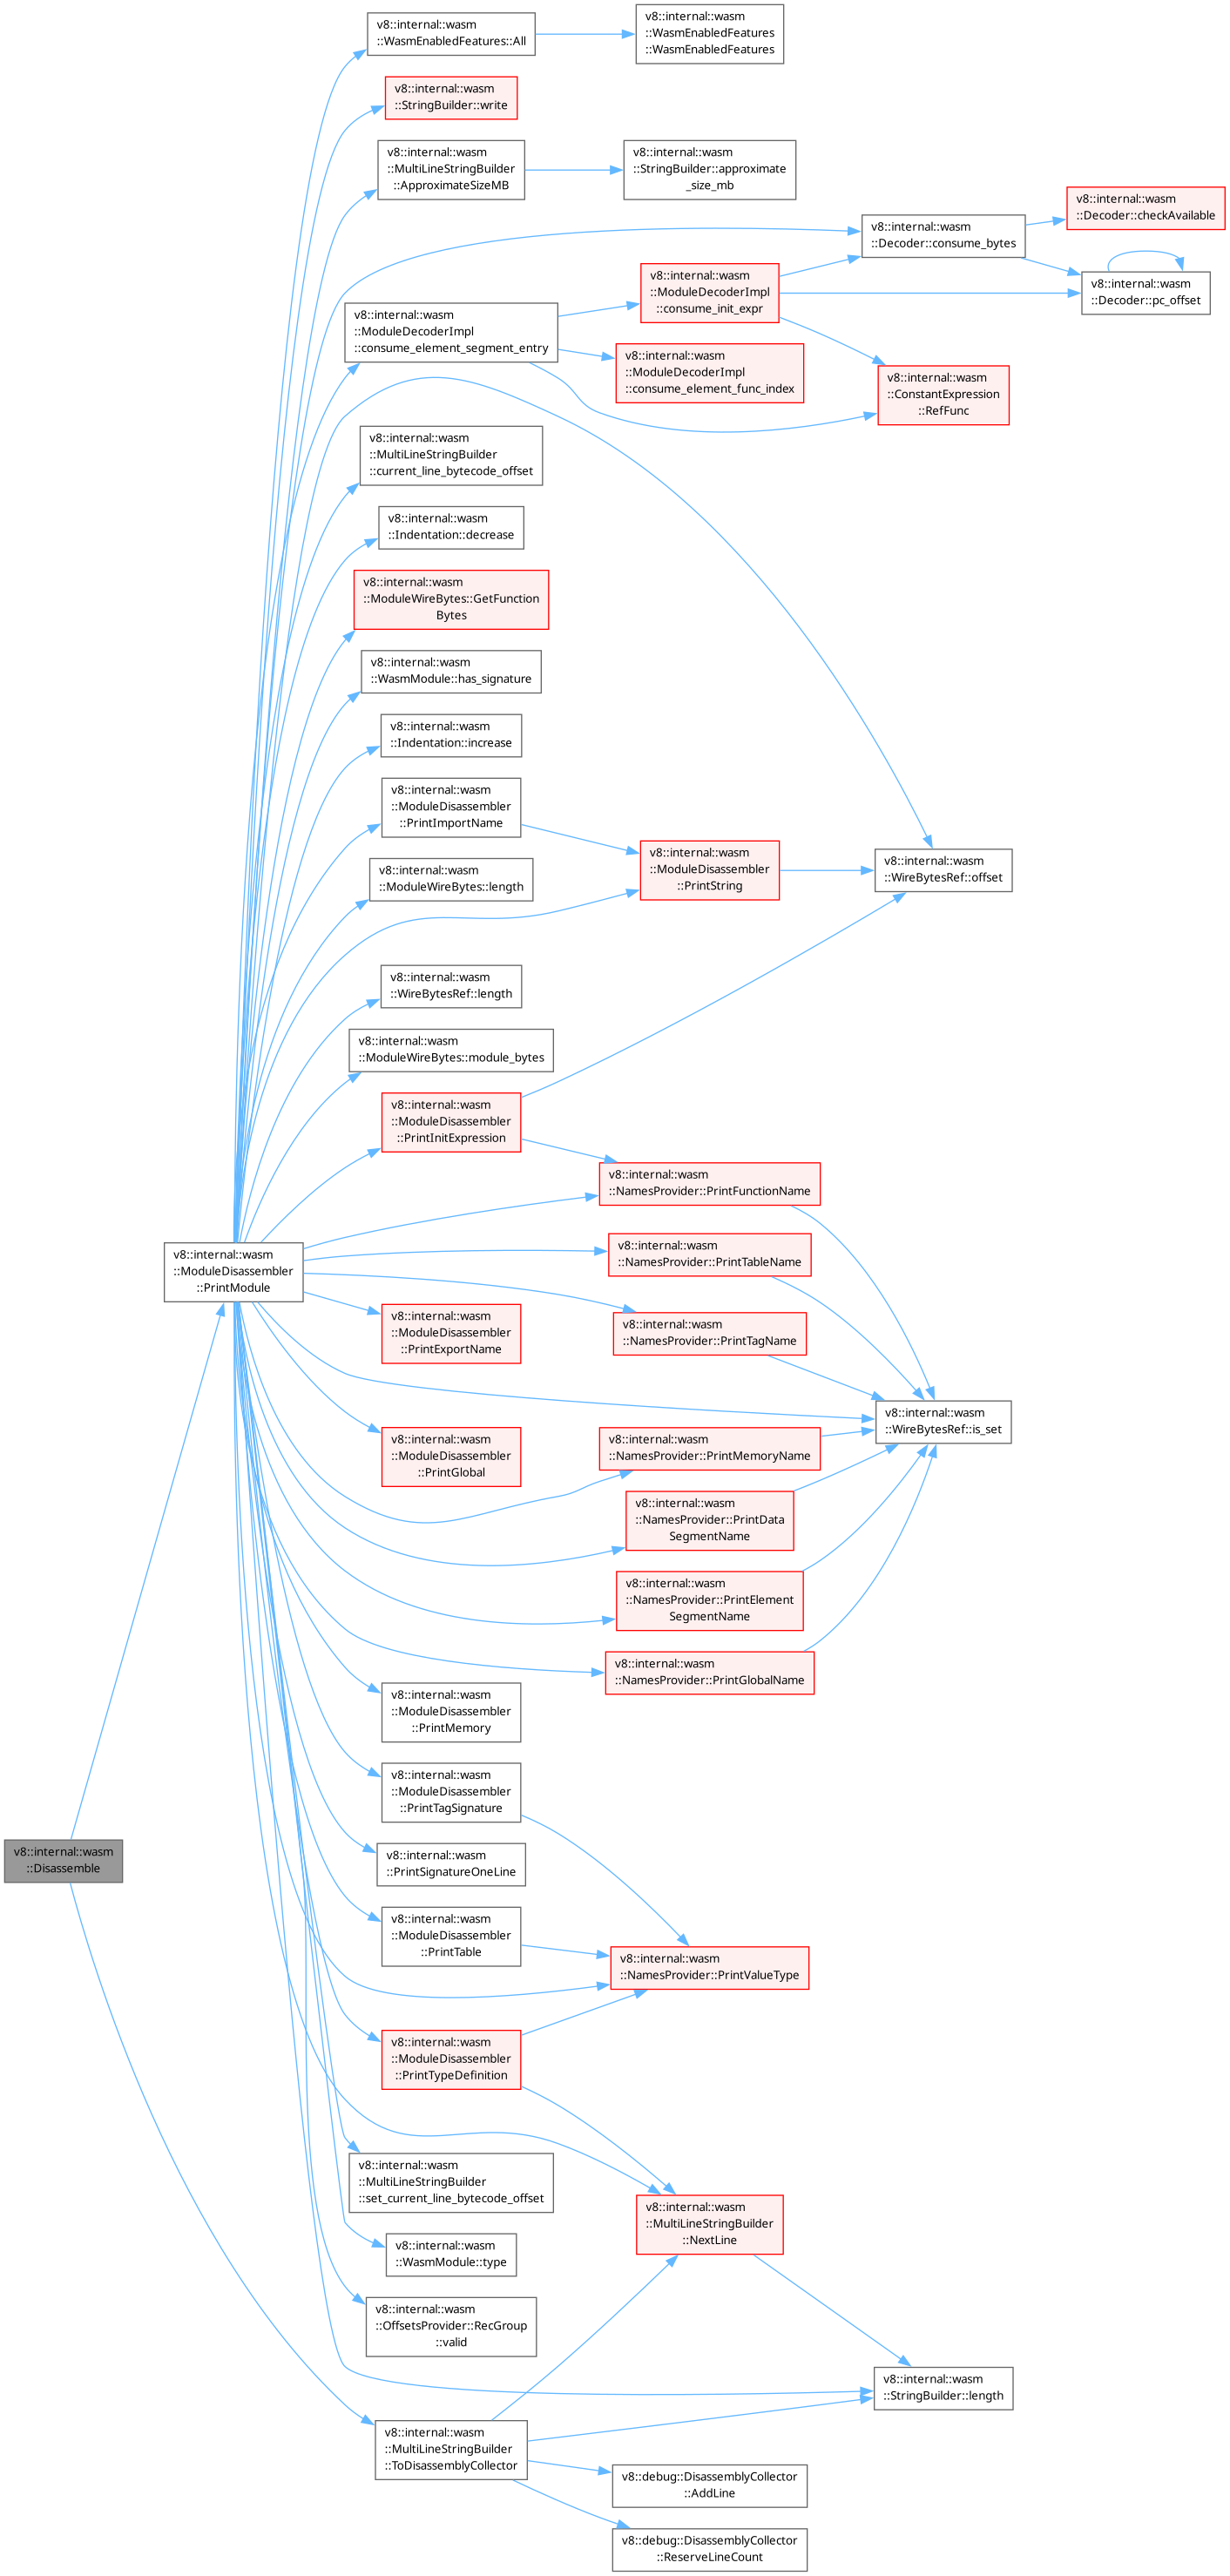 v8::internal::wasm
::WasmEnabledFeatures::All
v8::internal::wasm
::WasmEnabledFeatures
::WasmEnabledFeatures
v8::internal::wasm
::StringBuilder::write
v8::internal::wasm
::MultiLineStringBuilder
::ApproximateSizeMB
v8::internal::wasm
::StringBuilder::approximate
_size_mb
v8::internal::wasm
::Decoder::checkAvailable
v8::internal::wasm
::Decoder::consume_bytes
v8::internal::wasm
::ModuleDecoderImpl
::consume_init_expr
v8::internal::wasm
::Decoder::pc_offset
v8::internal::wasm
::ModuleDecoderImpl
::consume_element_segment_entry
v8::internal::wasm
::ModuleDecoderImpl
::consume_element_func_index
v8::internal::wasm
::ConstantExpression
::RefFunc
v8::internal::wasm
::MultiLineStringBuilder
::current_line_bytecode_offset
v8::internal::wasm
::Indentation::decrease
v8::internal::wasm
::ModuleWireBytes::GetFunction
Bytes
v8::internal::wasm
::WasmModule::has_signature
v8::internal::wasm
::Indentation::increase
v8::internal::wasm
::ModuleDisassembler
::PrintImportName
v8::internal::wasm
::ModuleDisassembler
::PrintString
v8::internal::wasm
::WireBytesRef::offset
v8::internal::wasm
::ModuleWireBytes::length
v8::internal::wasm
::WireBytesRef::length
v8::internal::wasm
::ModuleWireBytes::module_bytes
v8::internal::wasm
::ModuleDisassembler
::PrintInitExpression
v8::internal::wasm
::NamesProvider::PrintFunctionName
v8::internal::wasm
::ModuleDisassembler
::PrintModule
v8::internal::wasm
::NamesProvider::PrintTableName
v8::internal::wasm
::ModuleDisassembler
::PrintExportName
v8::internal::wasm
::NamesProvider::PrintTagName
v8::internal::wasm
::WireBytesRef::is_set
v8::internal::wasm
::ModuleDisassembler
::PrintGlobal
v8::internal::wasm
::NamesProvider::PrintMemoryName
v8::internal::wasm
::NamesProvider::PrintData
SegmentName
v8::internal::wasm
::NamesProvider::PrintElement
SegmentName
v8::internal::wasm
::NamesProvider::PrintGlobalName
v8::internal::wasm
::ModuleDisassembler
::PrintMemory
v8::internal::wasm
::ModuleDisassembler
::PrintTagSignature
v8::internal::wasm
::Disassemble
v8::internal::wasm
::PrintSignatureOneLine
v8::internal::wasm
::ModuleDisassembler
::PrintTable
v8::internal::wasm
::NamesProvider::PrintValueType
v8::internal::wasm
::ModuleDisassembler
::PrintTypeDefinition
v8::internal::wasm
::MultiLineStringBuilder
::set_current_line_bytecode_offset
v8::internal::wasm
::MultiLineStringBuilder
::NextLine
v8::internal::wasm
::WasmModule::type
v8::internal::wasm
::OffsetsProvider::RecGroup
::valid
v8::internal::wasm
::StringBuilder::length
v8::internal::wasm
::MultiLineStringBuilder
::ToDisassemblyCollector
v8::debug::DisassemblyCollector
::AddLine
v8::debug::DisassemblyCollector
::ReserveLineCount